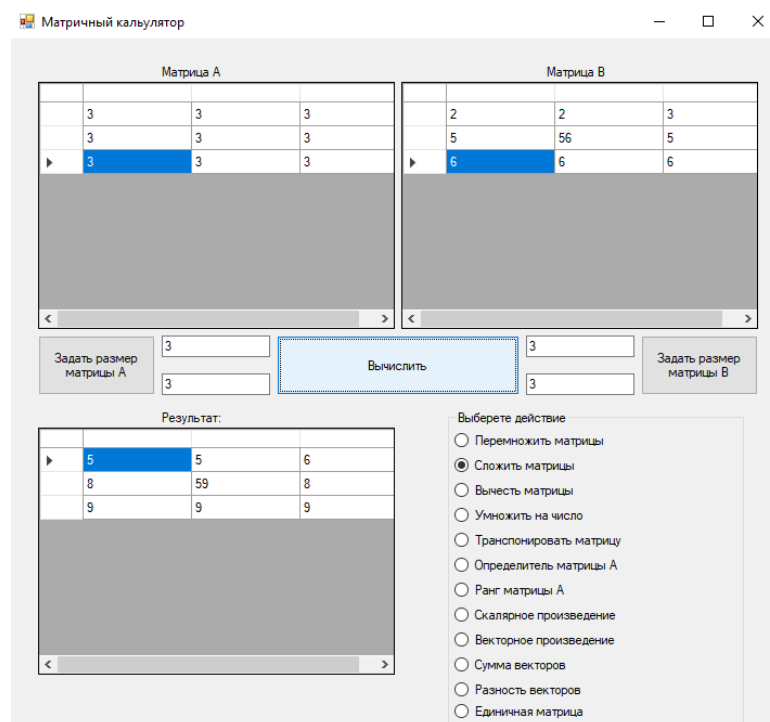 Матричный кальулятор
Матрица А
Матрица В
3 3 3
3 3 3
3 3 3
2 2 3
5 56 5
6 6 6
Задать размер
матрицы А
3
3
Вычислить
3
3
Задать размер
матрицы В
Результат:
5 5 6
8 59 8
9 9 9
Выберете действие
Перемножить матрицы
Сложить матрицы
Вычесть матрицы
Умножить на число
Транспонировать матрицу
Определитель матрицы А
Ранг матрицы А
Скалярное произведение
Векторное произведение
Сумма векторов
Разность векторов
Единичная матрица